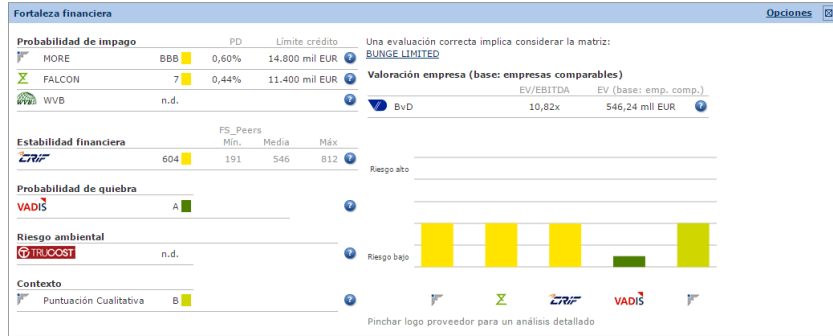 Fortaleza financiera
Opciones
Probabilidad de impago PD Límite crédito
MORE BBB 0,60% 14.800 mil EUR ?
FALCON 7 0,44% 11.400 mil EUR ?
WVB WVB n.d. ?
FS_Peers
Estabilidad financiera Mín. Media Máx
CRIF 604 191 546 812 ?
Probabilidad de quiebra
VADIS A ?
Riesgo ambiental
TRUCOST n.d. ?
Contexto
Puntuación Cualitativa B ?
Una evaluación correcta implica considerar la matriz:
BUNGE LIMITED
Valoración empresa (base: empresas comparables)
EV/EBITDA EV (base: emp. comp.)
BvD 10,82x 546,24 mll EUR ?
Riesgo alto
Riesgo bajo
CRIF VADIS
Pinchar logo proveedor para un análisis detallado